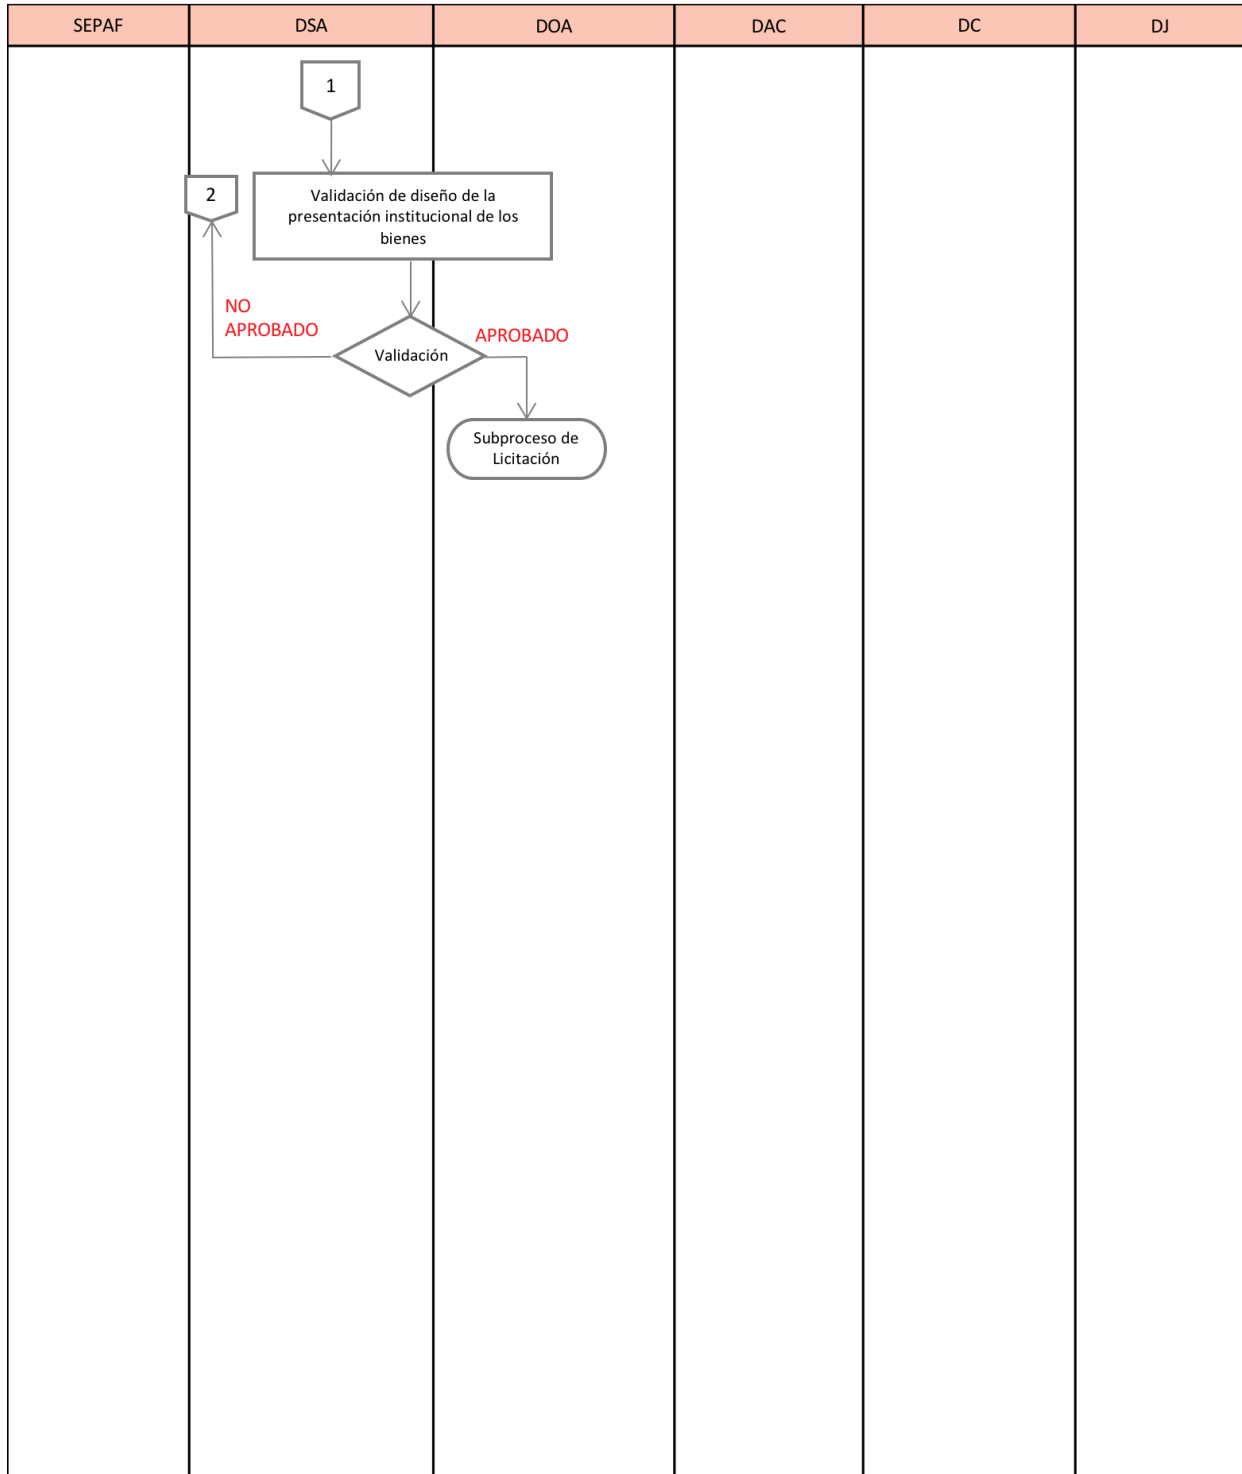 SEPAF
DSA
DOA
DAC
DC
DJ
1
2
Validación de diseño de la
presentación institucional de los
bienes
NO
APROBADO
APROBADO
Validación
Subproceso de
Licitación